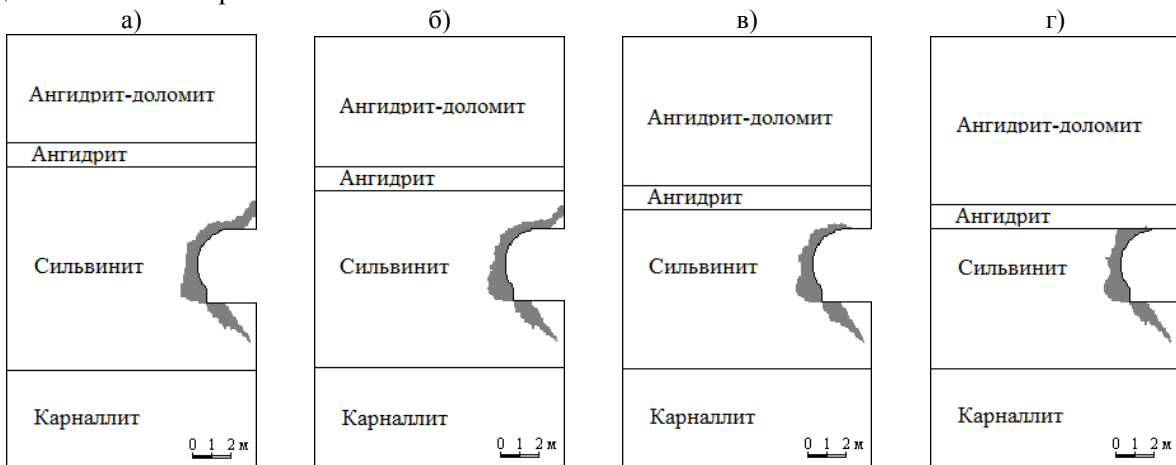 а) б) в) г)
Ангидрит-доломит
Ангидрит
Сильвинит
Карналлит
0 1 2 м
Ангидрит-доломит
Ангидрит
Сильвинит
Карналлит
0 1 2 м
Ангидрит-доломит
Ангидрит
Сильвинит
Карналлит
0 1 2 м
Ангидрит-доломит
Ангидрит
Сильвинит
Карналлит
0 1 2 м